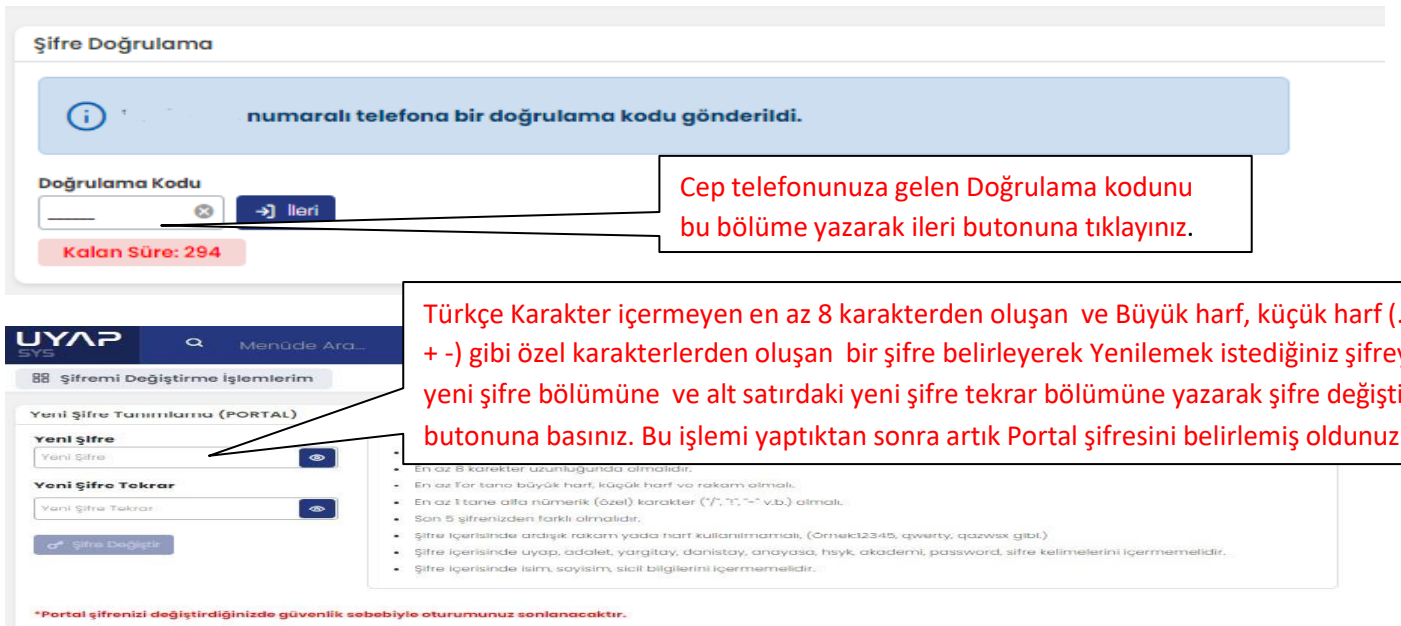 Şifre Doğrulama
numaralı telefona bir doğrulama kodu gönderildi.
Doğrulama Kodu
İleri
Kalan Süre: 294
Cep telefonunuza gelen Doğrulama kodunu
bu bölüme yazarak ileri butonuna tıklayınız.
Türkçe Karakter içermeyen en az 8 karakterden oluşan ve Büyük harf, küçük harf (.
+ -) gibi özel karakterlerden oluşan bir şifre belirleyerek Yenilemek istediğiniz
yeni şifre bölümüne ve alt satırdaki yeni şifre tekrar bölümüne yazarak şifre
butonuna basınız. Bu işlemi yaptıktan sonra artık Portal şifresini belirlemiş oldunuz
UYAP
SYS
Menüde Ara...
Şifremi Değiştirme İşlemlerim
Yeni Şifre Tanımlama (PORTAL)
Yeni Şifre
Yeni Şifre
Yeni Şifre Tekrar
Yeni Şifre Tekrar
Şifre Değiştir
• En az 8 karekter uzunluğunda olmalıdır.
• En az 1'er tane büyük harf, küçük harf ve rakam olmalı.
• En az 1 tane alfa nümerik (özel) karakter ("/", "!", "-" v.b.) olmalı.
• Son 5 şifrenizden farklı olmalıdır.
• Şifre içerisinde ardışık rakam yada harf kullanılmamalı, (Örnek:12345, qwerty, qazwsx gibi.)
• Şifre içerisinde uyap, adalet, yargitay, danistay, anayasa, hsyk, akademi, password, sifre kelimelerini içermemelidir.
• Şifre içerisinde isim, soyisim, sicil bilgilerini içermemelidir.
*Portal şifrenizi değiştirdiğinizde güvenlik sebebiyle oturumunuz sonlanacaktır.